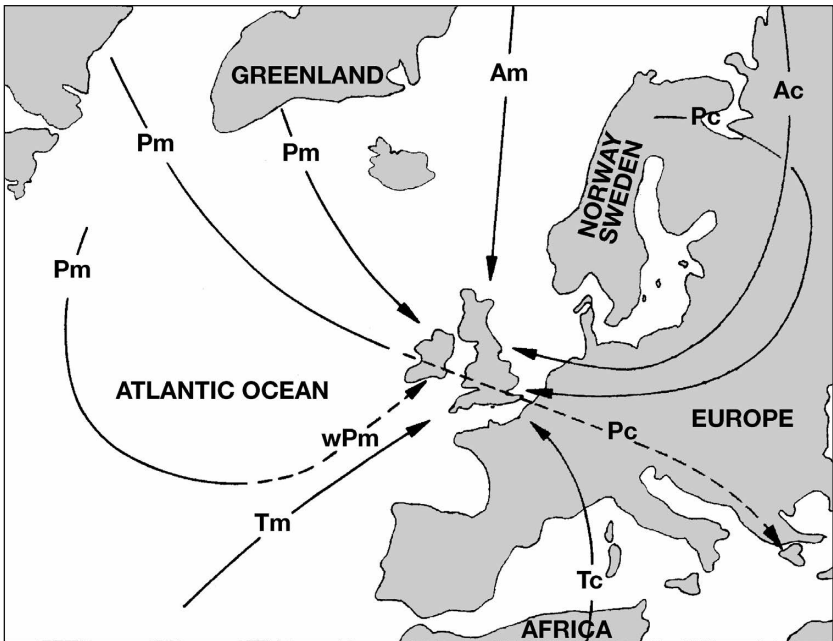 GREENLAND
Am
Ac
Pc
Pm
Pm
NORWAY
SWEDEN
Pm
ATLANTIC OCEAN
EUROPE
wPm
Pc
Tm
Tc
AFRICA